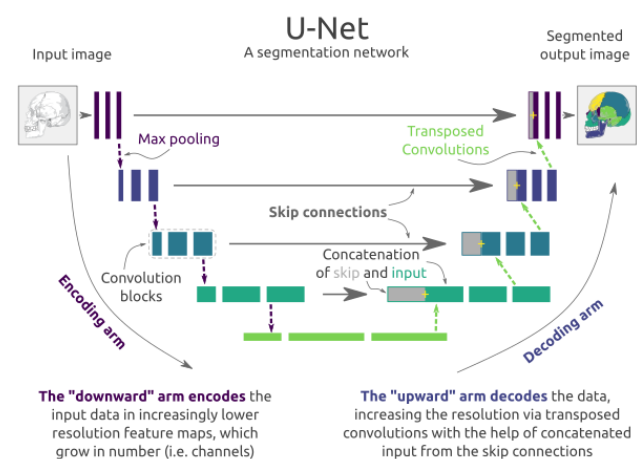 U-Net
A segmentation network
Input image
Segmented
output image
Max pooling
Transposed
Convolutions
Skip connections
Convolution
blocks
Concatenation
of skip and input
Encoding arm
Decoding arm
The "downward" arm encodes the
input data in increasingly lower
resolution feature maps, which
grow in number (i.e. channels)
The "upward" arm decodes the data,
increasing the resolution via transposed
convolutions with the help of concatenated
input from the skip connections